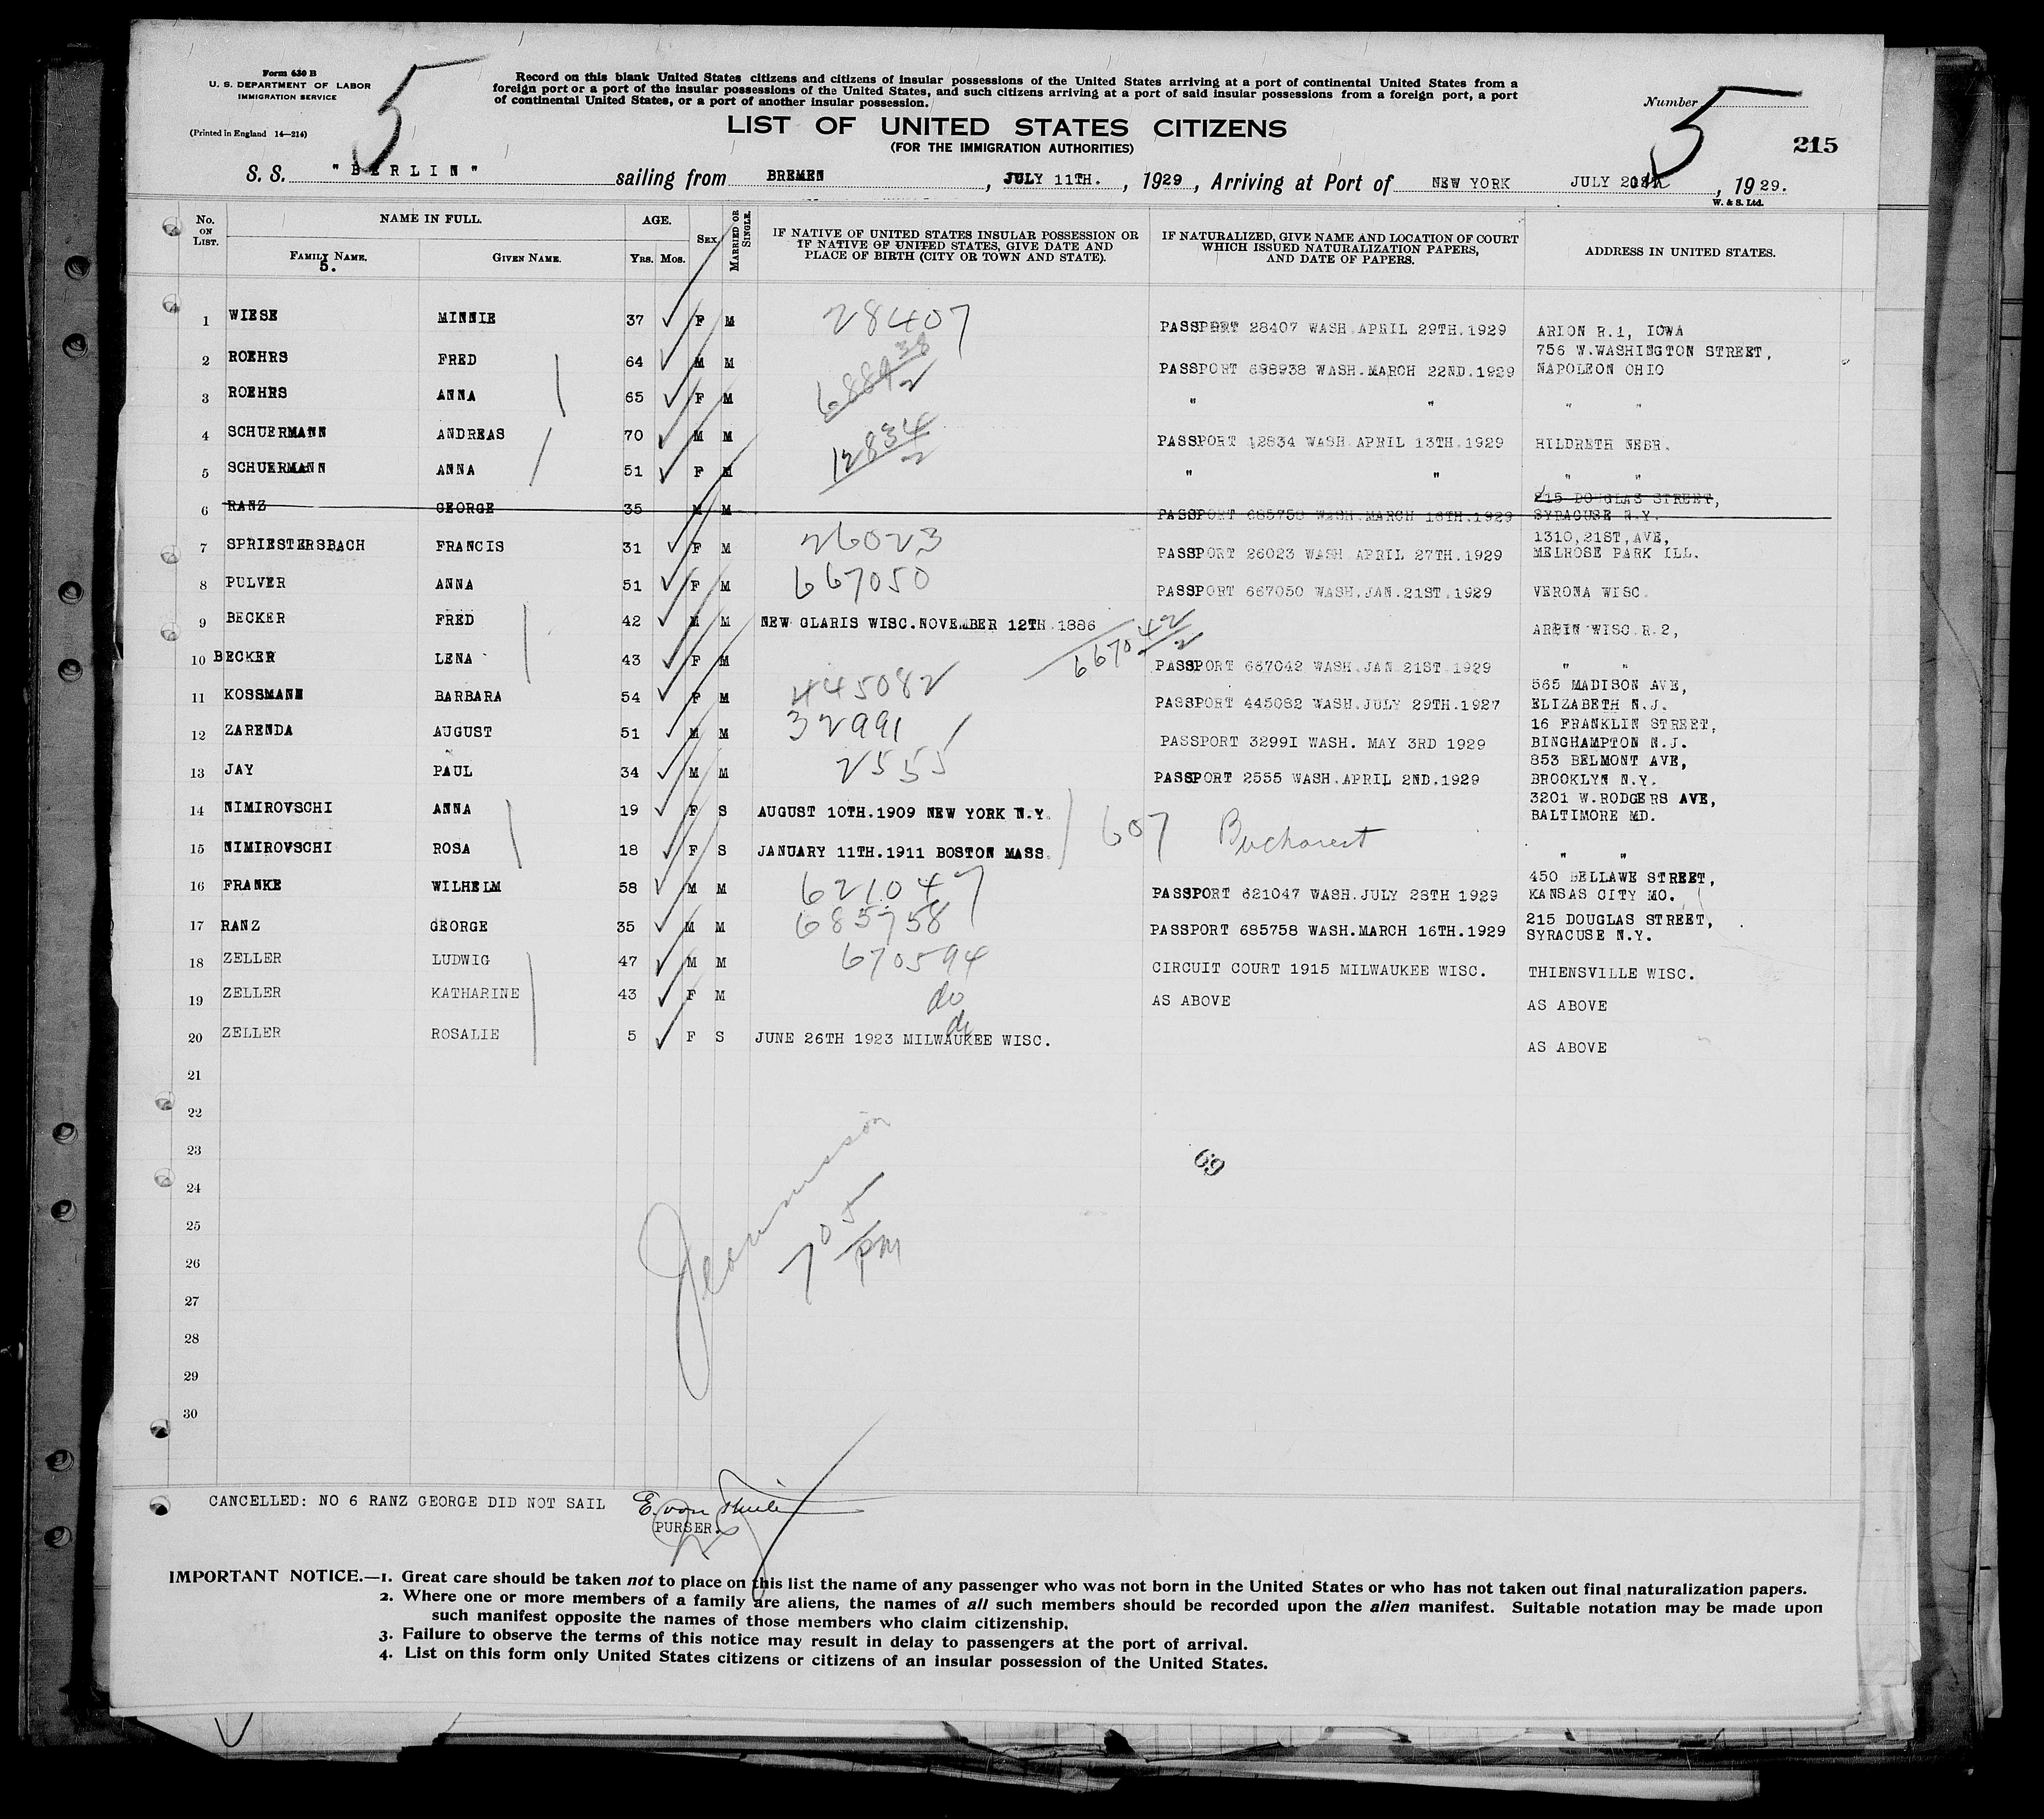 Form 630 B
U. S. DEPARTMENT OF LABOR
IMMIGRATION SERVICE
(Printed in England 14—214)
5
Record on this blank United States citizens and citizens of insular possessions of the United States arriving at a port of continental United States from a
foreign port or a port of the insular possessions of the United States, and such citizens arriving at a port of said insular possessions from a foreign port, a port
of continental United States, or a port of another insular possession.
Number 5
LIST OF UNITED STATES CITIZENS
(FOR THE IMMIGRATION AUTHORITIES)
215
S. S. "BERLIN" sailing from BREMEN, JULY 11TH., 1929, Arriving at Port of NEW YORK JULY, 1929.
W. & S. Ltd.
No. ON LIST. NAME IN FULL. AGE. SEX. MARRIED OR SINGLE. IF NATIVE OF UNITED STATES INSULAR POSSESSION OR IF NATIVE OF UNITED STATES, GIVE DATE AND PLACE OF BIRTH (CITY OR TOWN AND STATE). IF NATURALIZED, GIVE NAME AND LOCATION OF COURT WHICH ISSUED NATURALIZATION PAPERS, AND DATE OF PAPERS. ADDRESS IN UNITED STATES.
FAMILY NAME. GIVEN NAME. YRS. MOS.
5.
1 WIESE MINNIE 37 F M 28407 PASSPORT 28407 WASH.APRIL 29TH.1929 ARION R.1, IOWA
2 ROEHRS FRED 64 M M 688938/2 PASSPORT 688938 WASH.MARCH 22ND.1929 756 W.WASHINGTON STREET, NAPOLEON OHIO
3 ROEHRS ANNA 65 F M " " " "
4 SCHUERMANN ANDREAS 70 M M 12834/2 PASSPORT 12834 WASH APRIL 13TH.1929 HILDRETH NEBR.
5 SCHUERMANN ANNA 51 F M " " " "
6 RANZ GEORGE 35 M M PASSPORT 685758 WASH.MARCH 16TH.1929 215 DOUGLAS STREET, SYRACUSE N.Y.
7 SPRIESTERSBACH FRANCIS 31 F M 26023 PASSPORT 26023 WASH APRIL 27TH.1929 1310,21ST,AVE, MELROSE PARK ILL.
8 PULVER ANNA 51 F M 667050 PASSPORT 667050 WASH.JAN.21ST.1929 VERONA WISC.
9 BECKER FRED 42 M M NEW GLARIS WISC.NOVEMBER 12TH.1886 667042/2 ARPIN WISC.R.2,
10 BECKER LENA 43 F M PASSPORT 667042 WASH.JAN 21ST.1929 " "
11 KOSSMANN BARBARA 54 F M 445082 PASSPORT 445082 WASH.JULY 29TH.1927 565 MADISON AVE, ELIZABETH N.J.
12 ZARENDA AUGUST 51 M M 32991 PASSPORT 3299I WASH. MAY 3RD 1929 16 FRANKLIN STREET, BINGHAMPTON N.J.
13 JAY PAUL 34 M M 2555 PASSPORT 2555 WASH.APRIL 2ND.1929 853 BELMONT AVE, BROOKLYN N.Y.
14 NIMIROVSCHI ANNA 19 F S AUGUST 10TH.1909 NEW YORK N.Y. 3201 W.RODGERS AVE, BALTIMORE MD.
607 Bucharest
15 NIMIROVSCHI ROSA 18 F S JANUARY 11TH.1911 BOSTON MASS. " "
16 FRANKE WILHELM 58 M M 621047 PASSPORT 621047 WASH.JULY 28TH 1929 450 BELLAWE STREET, KANSAS CITY MO.
17 RANZ GEORGE 35 M M 685758 PASSPORT 685758 WASH.MARCH 16TH.1929 215 DOUGLAS STREET, SYRACUSE N.Y.
18 ZELLER LUDWIG 47 M M 670594 CIRCUIT COURT 1915 MILWAUKEE WISC. THIENSVILLE WISC.
19 ZELLER KATHARINE 43 F M do AS ABOVE AS ABOVE
20 ZELLER ROSALIE 5 F S do JUNE 26TH 1923 MILWAUKEE WISC. AS ABOVE
21
22
23
69
24
25
26
PM
27
28
29
30
CANCELLED: NO 6 RANZ GEORGE DID NOT SAIL
PURSER.
IMPORTANT NOTICE.—1. Great care should be taken not to place on this list the name of any passenger who was not born in the United States or who has not taken out final naturalization papers.
2. Where one or more members of a family are aliens, the names of all such members should be recorded upon the alien manifest. Suitable notation may be made upon
such manifest opposite the names of those members who claim citizenship.
3. Failure to observe the terms of this notice may result in delay to passengers at the port of arrival.
4. List on this form only United States citizens or citizens of an insular possession of the United States.